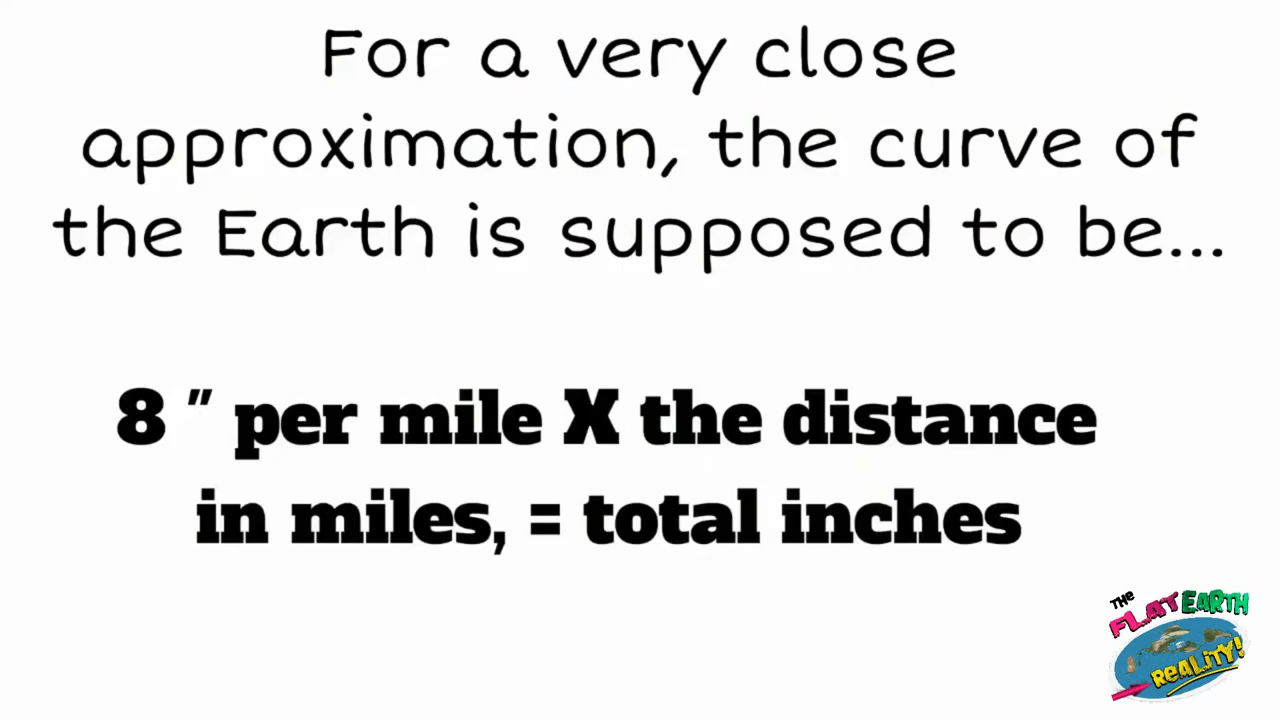 For a very close
approximation, the curve of
the Earth is supposed to be...
8 " per mile X the distance
in miles, = total inches
THE
FLAT EARTH
REALITY!